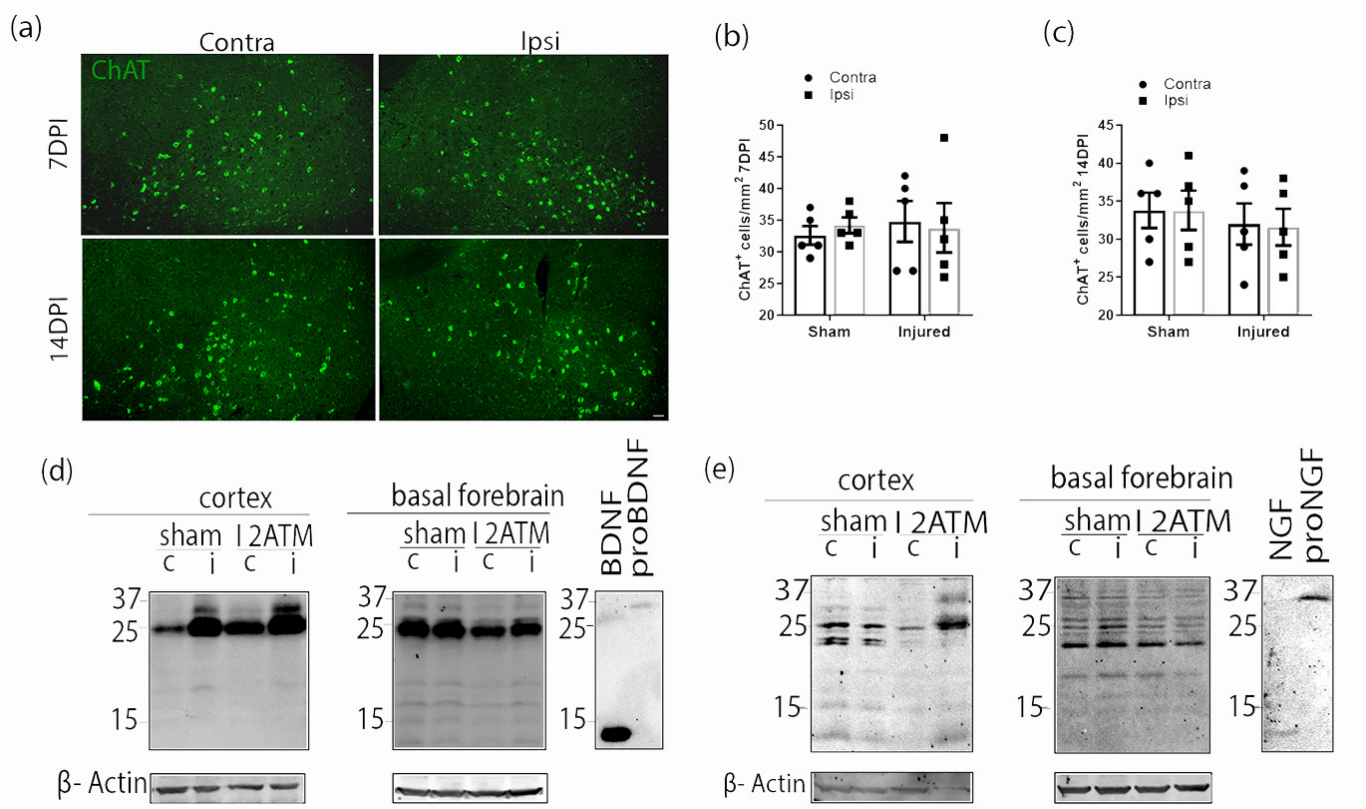 (a)
Contra Ipsi
ChAT
7DPI
14DPI
(b)
Contra
Ipsi
ChAT+ cells/mm2 7DPI
50
45
40
35
30
25
20
Sham Injured
(c)
Contra
Ipsi
ChAT+ cells/mm2 14DPI
45
40
35
30
25
20
Sham Injured
(d)
cortex basal forebrain
sham I 2ATM sham I 2ATM
c i c i c i c i
BDNF
proBDNF
37 37 37
25 25 25
15 15 15
β- Actin
(e)
cortex basal forebrain
sham I 2ATM sham I 2ATM
c i c i c i c i
NGF
proNGF
37 37 37
25 25 25
15 15 15
β- Actin